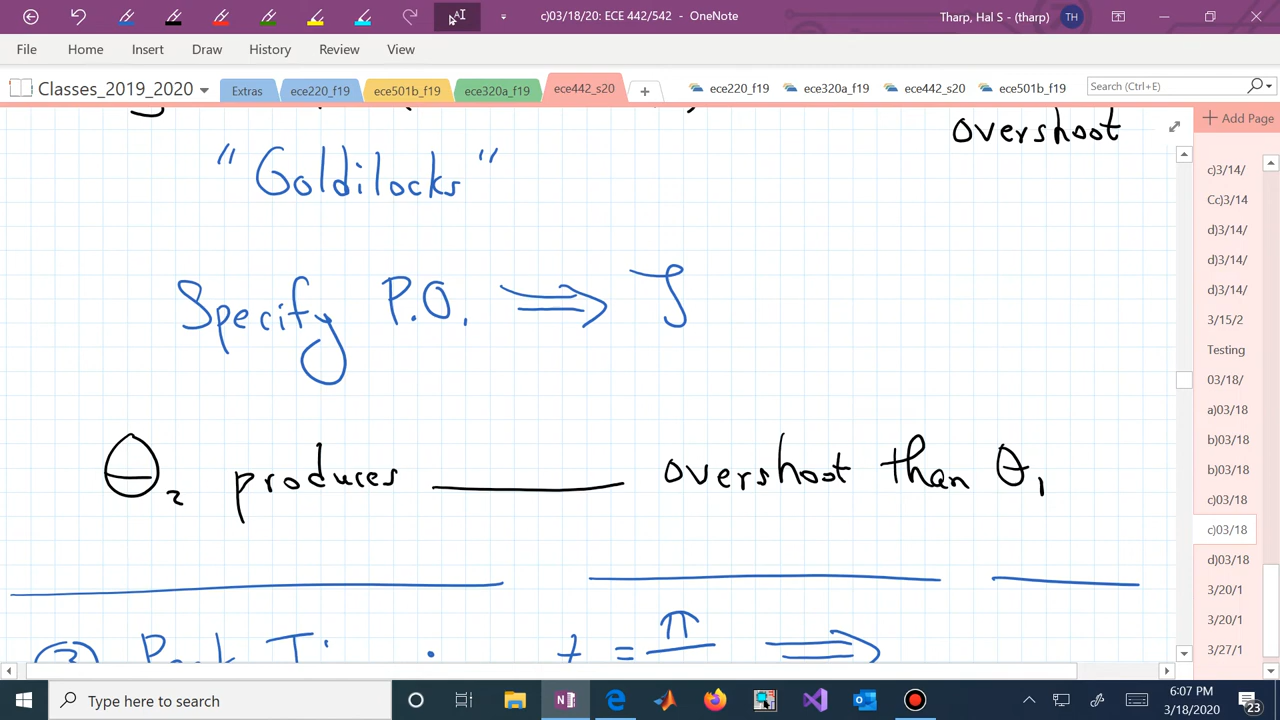 c)03/18/20: ECE 442/542 - OneNote
Tharp, Hal S - (tharp)
TH
File Home Insert Draw History Review View
Classes_2019_2020
Extras
ece220_f19
ece501b_f19
ece320a_f19
ece442_s20
ece220_f19
ece320a_f19
ece442_s20
ece501b_f19
Search (Ctrl+E)
Add Page
overshoot
"Goldilocks"
Specify P.O. ⇒ ζ
θ₂ produces ______ overshoot than θ₁
t = π ⇒
c)3/14/
Cc)3/14
d)3/14/
d)3/14/
d)3/14/
3/15/2
Testing
03/18/
a)03/18
b)03/18
b)03/18
c)03/18
c)03/18
d)03/18
3/20/1
3/20/1
3/27/1
Type here to search
6:07 PM
3/18/2020
23